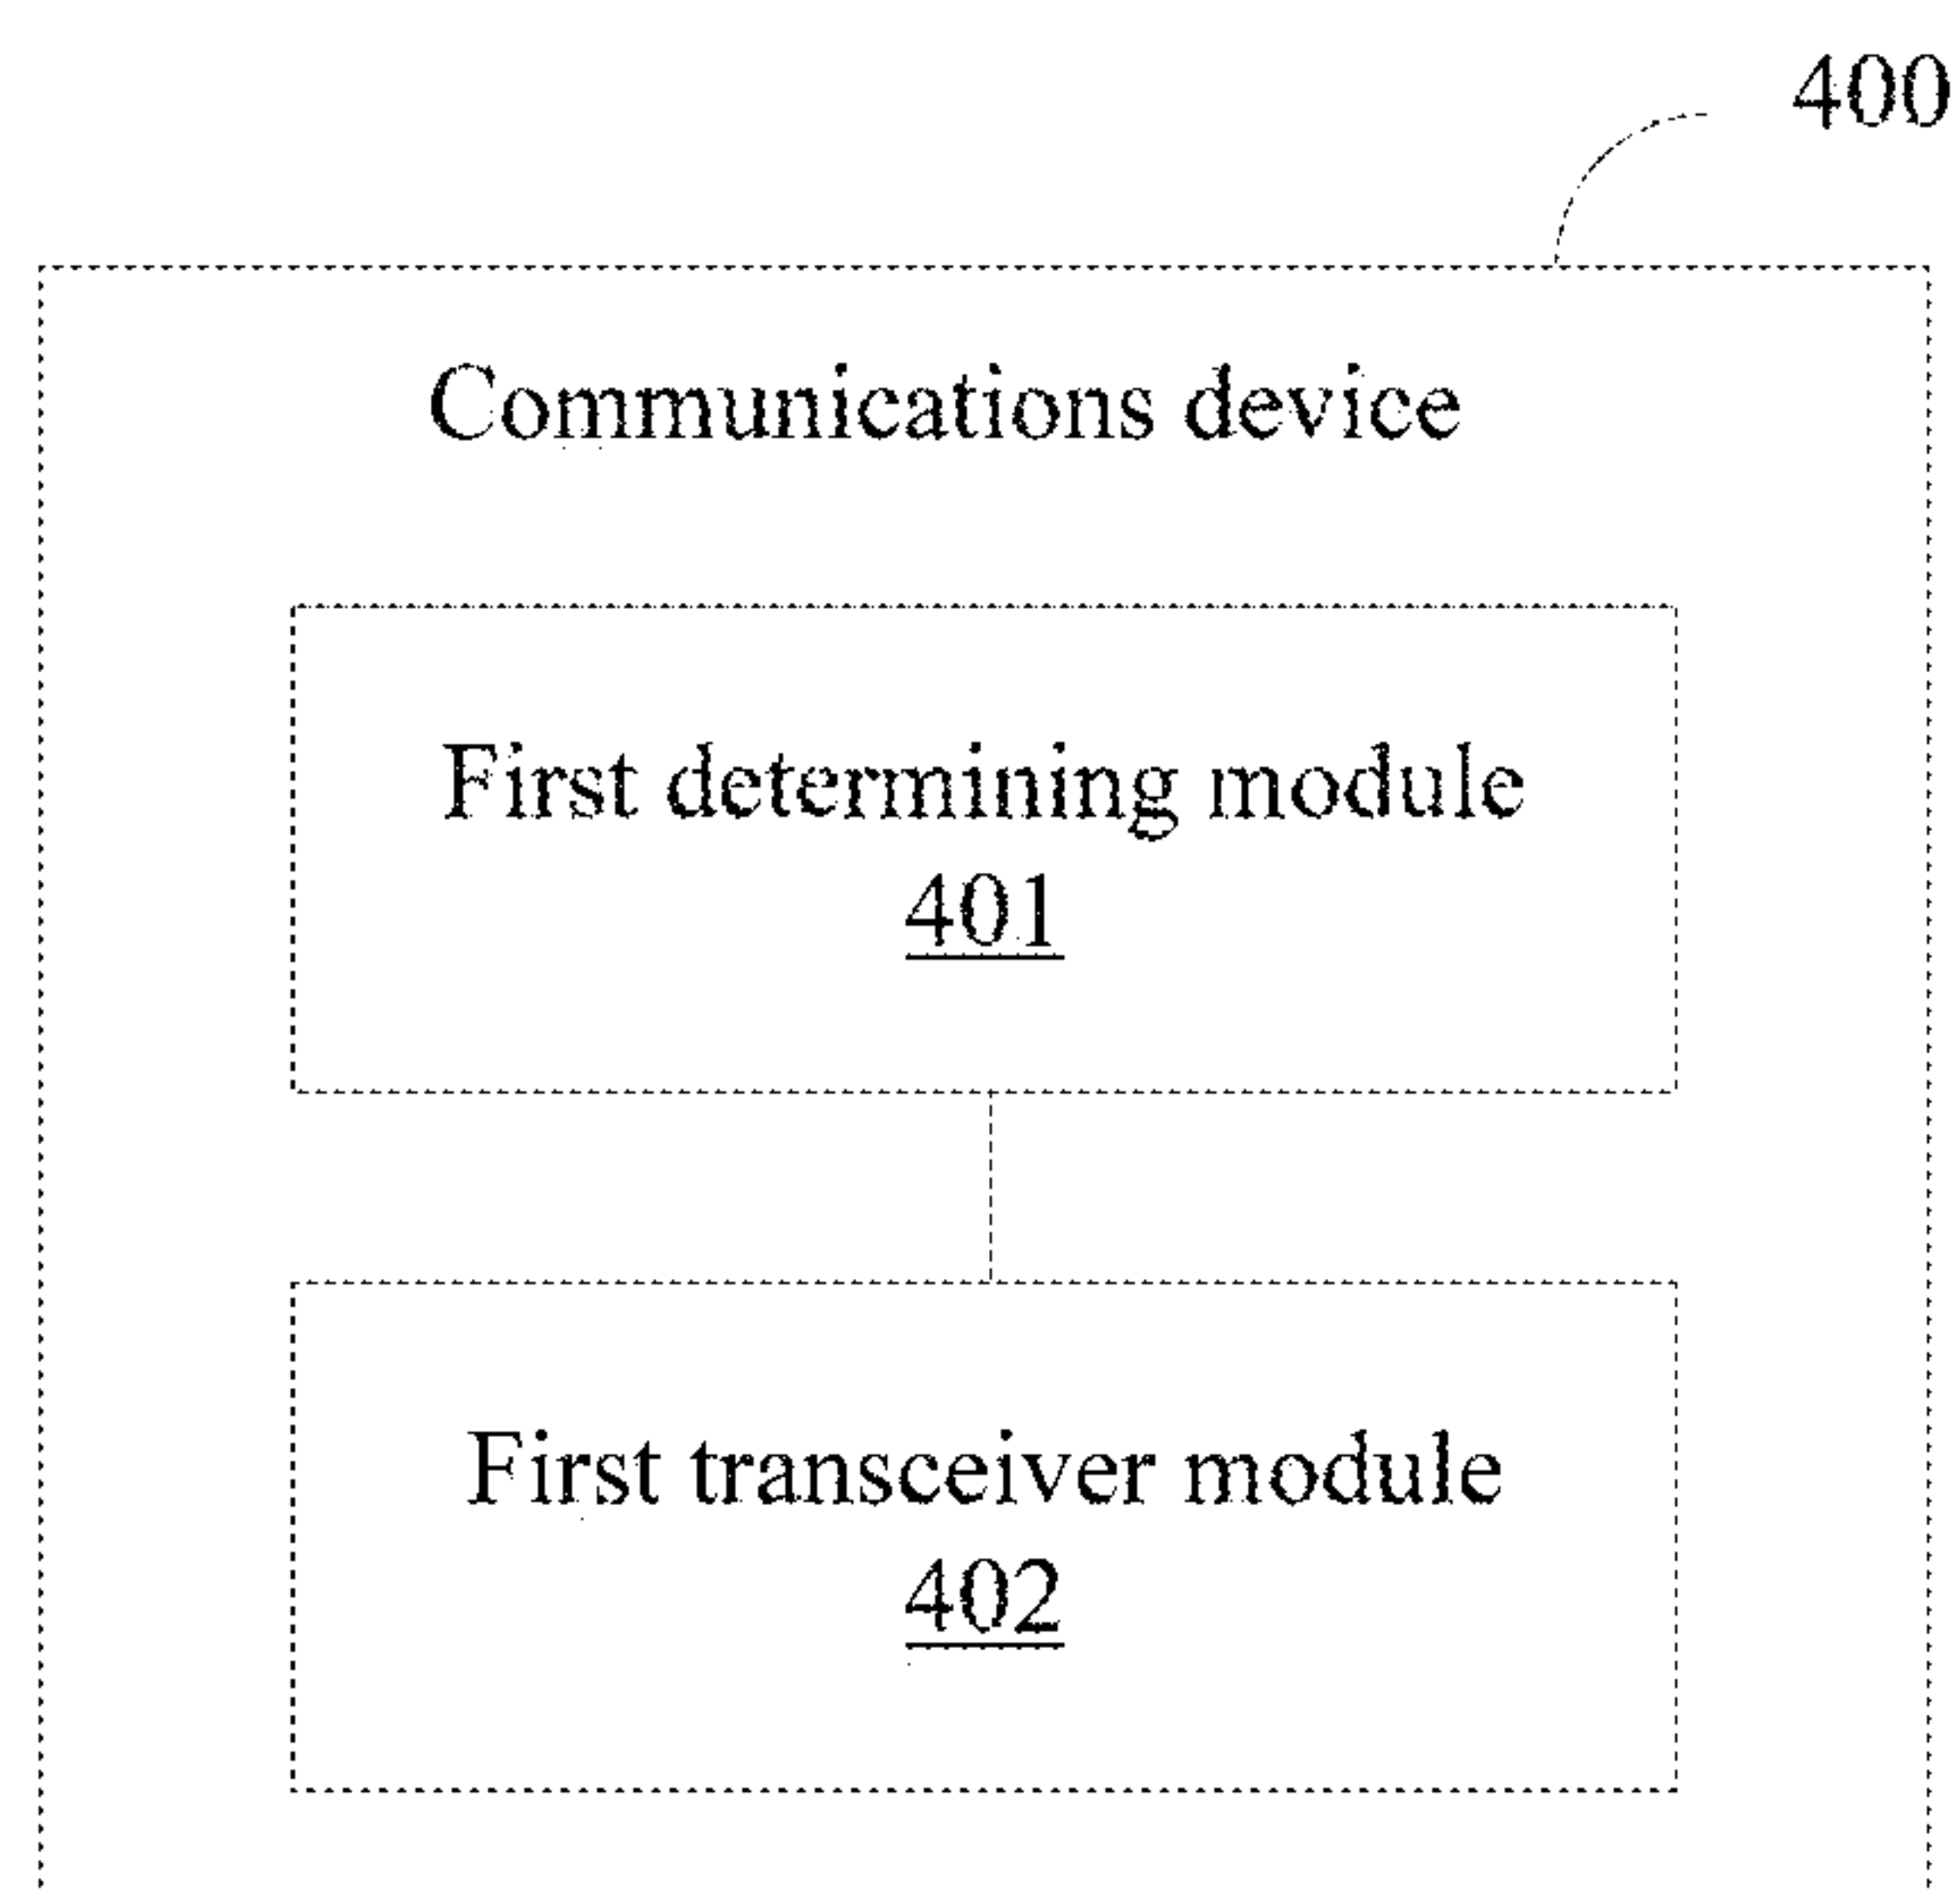 400
Communications device
First determining module
401
First transceiver module
402